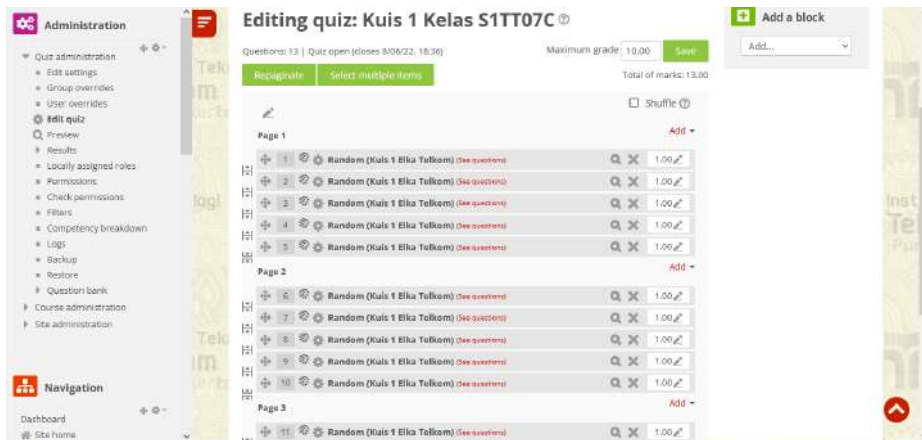 Administration
Quiz administration
Edit settings
Group overrides
User overrides
Edit quiz
Preview
Results
Locally assigned roles
Permissions
Check permissions
Filters
Competency breakdown
Logs
Backup
Restore
Question bank
Course administration
Site administration
Navigation
Dashboard
Site home
Editing quiz: Kuis 1 Kelas S1TT07C
Questions: 13 | Quiz open (closes 8/06/22, 18:36)
Maximum grade 10.00 Save
Repaginate Select multiple items Total of marks: 13.00
Shuffle
Page 1 Add
1 Random (Kuis 1 Elka Telkom) (See questions) 1.00
2 Random (Kuis 1 Elka Telkom) (See questions) 1.00
3 Random (Kuis 1 Elka Telkom) (See questions) 1.00
4 Random (Kuis 1 Elka Telkom) (See questions) 1.00
5 Random (Kuis 1 Elka Telkom) (See questions) 1.00
Page 2 Add
6 Random (Kuis 1 Elka Telkom) (See questions) 1.00
7 Random (Kuis 1 Elka Telkom) (See questions) 1.00
8 Random (Kuis 1 Elka Telkom) (See questions) 1.00
9 Random (Kuis 1 Elka Telkom) (See questions) 1.00
10 Random (Kuis 1 Elka Telkom) (See questions) 1.00
Page 3 Add
11 Random (Kuis 1 Elka Telkom) (See questions) 1.00
Add a block
Add...